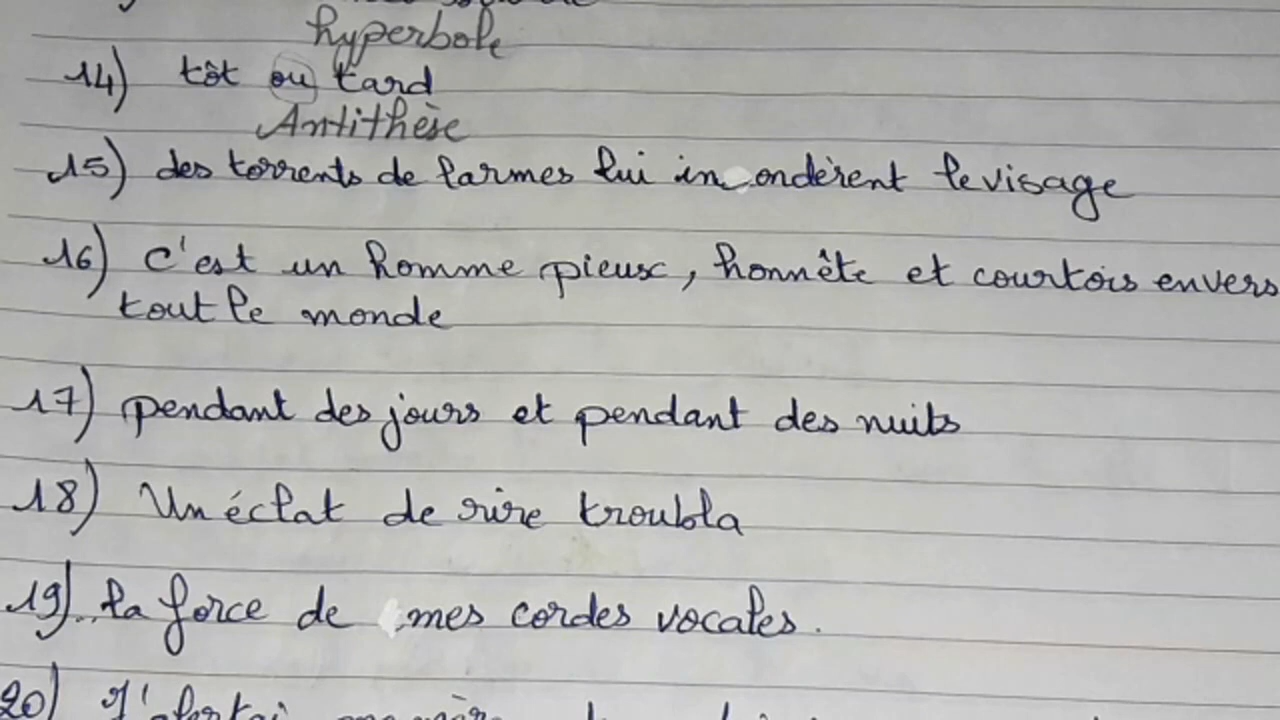 hyperbole
14) tôt ou tard
Antithèse
15) des torrents de larmes lui inondèrent le visage
16) c'est un homme pieux, honnête et courtois envers
tout le monde
17) pendant des jours et pendant des nuits
18) Un éclat de rire troubla
19) la force de mes cordes vocales.
20)